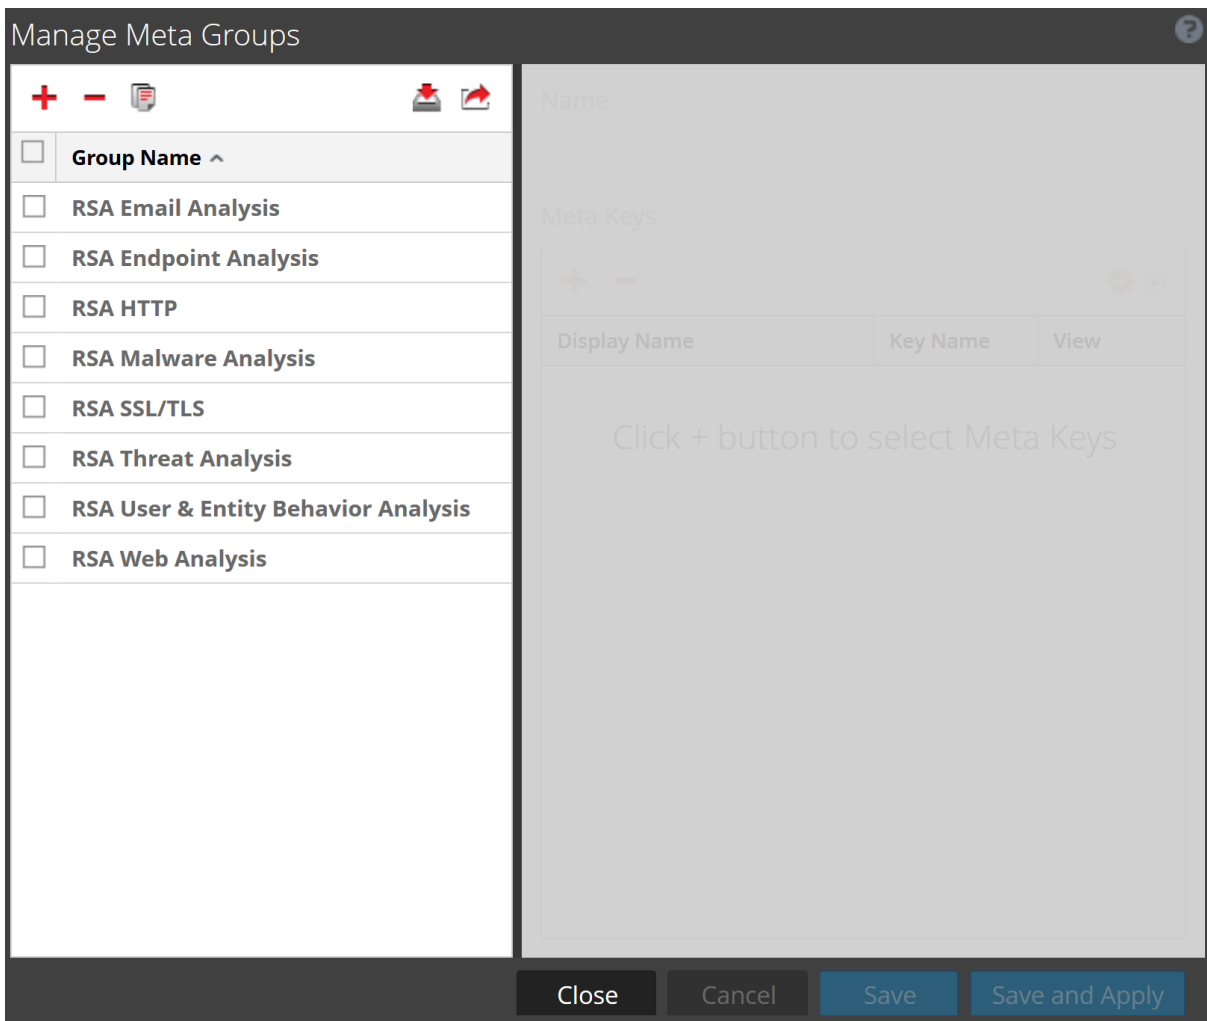 Manage Meta Groups
?
Name
Group Name
RSA Email Analysis
RSA Endpoint Analysis
RSA HTTP
RSA Malware Analysis
RSA SSL/TLS
RSA Threat Analysis
RSA User & Entity Behavior Analysis
RSA Web Analysis
Meta Keys
Display Name Key Name View
Click + button to select Meta Keys
Close Cancel Save Save and Apply